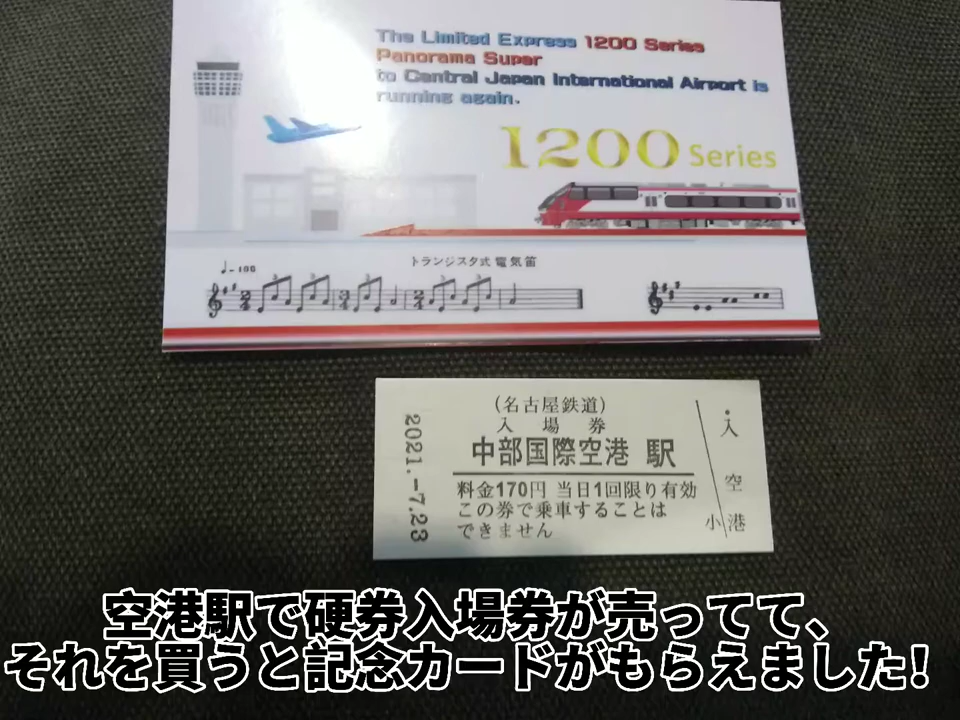 The Limited Express 1200 Series
Panorama Super
to Central Japan International Airport is
running again.
1200 Series
トランジスタ式電気笛
(名古屋鉄道)
入場券
中部国際空港 駅
料金170円 当日1回限り有効
この券で乗車することは
できません
2021.-7.23
入
空
小 港
空港駅で硬券入場券が売ってて、
それを買うと記念カードがもらえました!